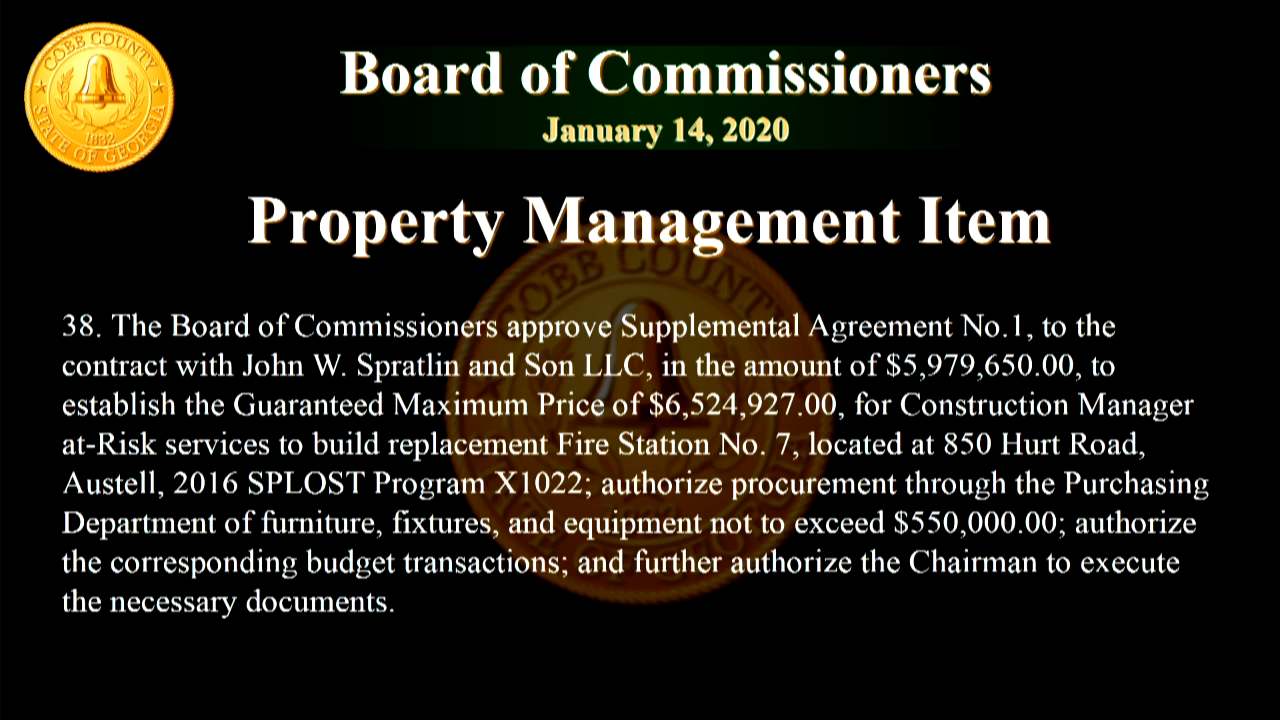 COBB COUNTY
1832
STATE OF GEORGIA
Board of Commissioners
January 14, 2020
Property Management Item
COBB COUNTY
38. The Board of Commissioners approve Supplemental Agreement No.1, to the
contract with John W. Spratlin and Son LLC, in the amount of $5,979,650.00, to
establish the Guaranteed Maximum Price of $6,524,927.00, for Construction Manager
at-Risk services to build replacement Fire Station No. 7, located at 850 Hurt Road,
Austell, 2016 SPLOST Program X1022; authorize procurement through the Purchasing
Department of furniture, fixtures, and equipment not to exceed $550,000.00; authorize
the corresponding budget transactions; and further authorize the Chairman to execute
the necessary documents.